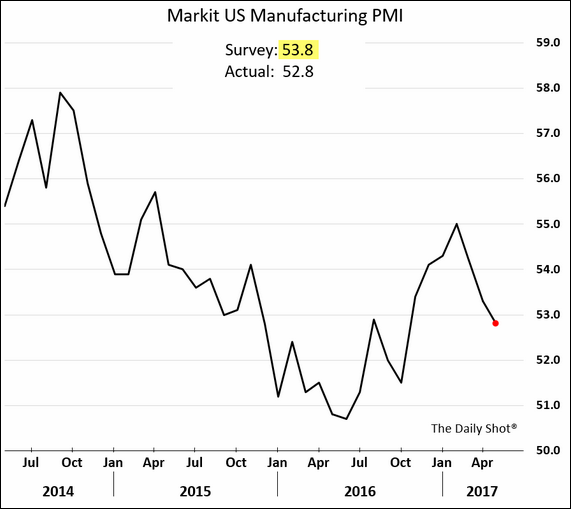 Markit US Manufacturing PMI
Survey: 53.8
Actual: 52.8
59.0
58.0
57.0
56.0
55.0
54.0
53.0
52.0
51.0
The Daily Shot®
50.0
Jul Oct Jan Apr Jul Oct Jan Apr Jul Oct Jan Apr
2014 2015 2016 2017